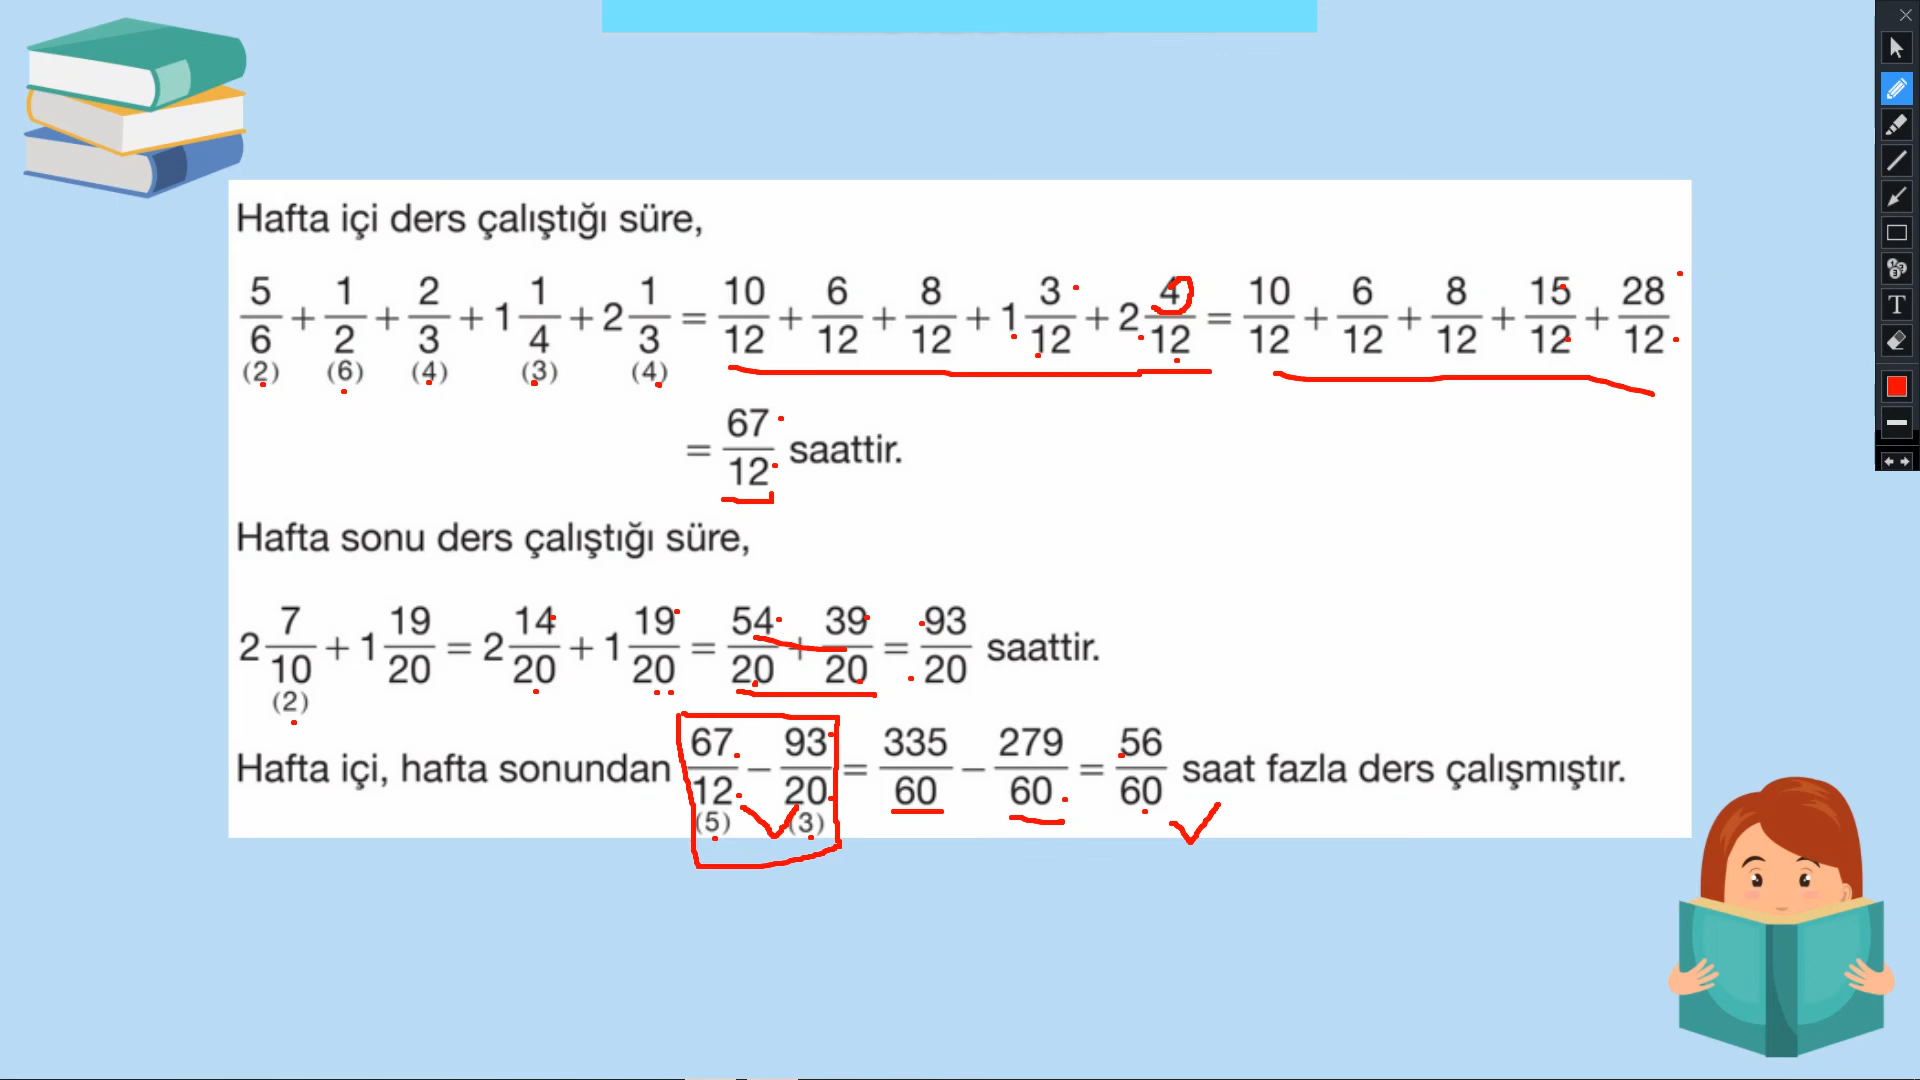 Hafta içi ders çalıştığı süre,
5/6 + 1/2 + 2/3 + 1 1/4 + 2 1/3 = 10/12 + 6/12 + 8/12 + 1 3/12 + 2 4/12 = 10/12 + 6/12 + 8/12 + 15/12 + 28/12
(2) (6) (4) (3) (4)
= 67/12 saattir.
Hafta sonu ders çalıştığı süre,
2 7/10 + 1 19/20 = 2 14/20 + 1 19/20 = 54/20 + 39/20 = 93/20 saattir.
(2)
Hafta içi, hafta sonundan 67/12 − 93/20 = 335/60 − 279/60 = 56/60 saat fazla ders çalışmıştır.
(5) (3)
T